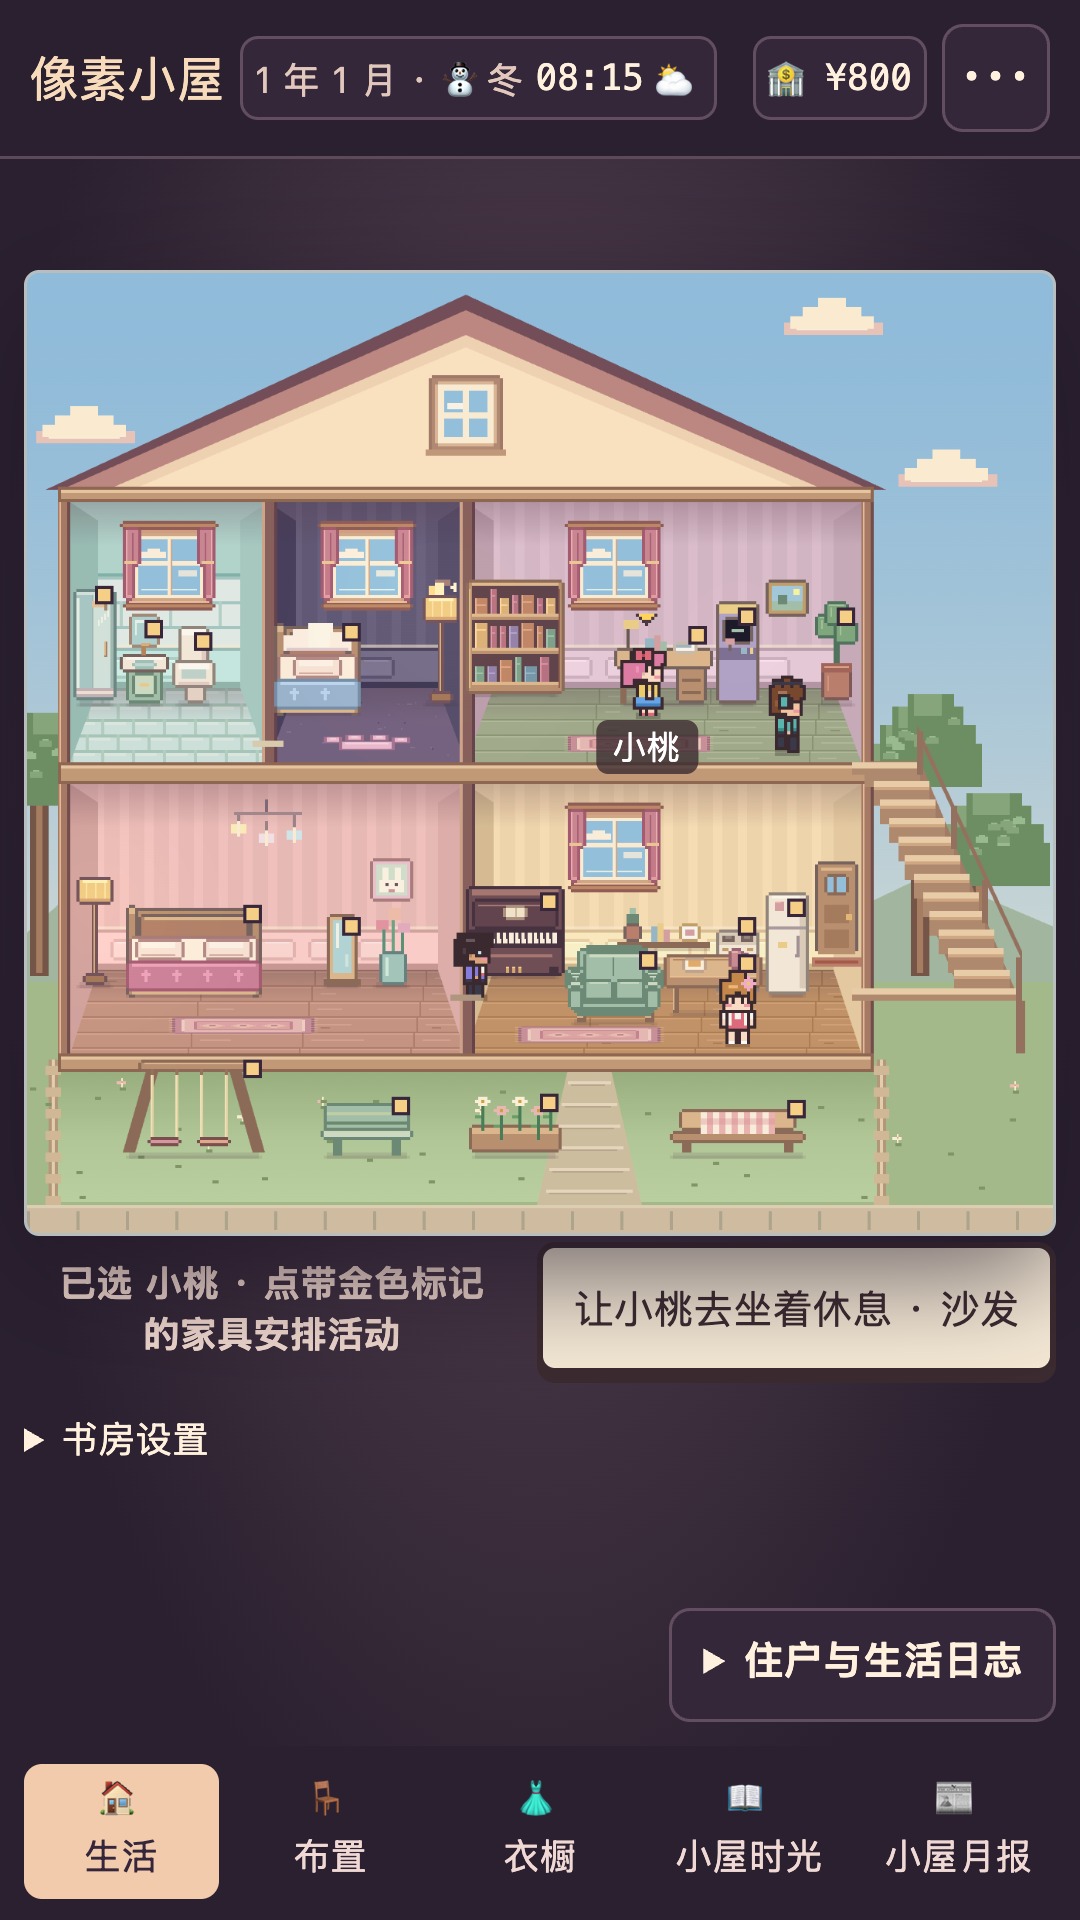 像素小屋
1 年 1 月 · 冬 08:15
¥800
小桃
已选 小桃 · 点带金色标记
的家具安排活动
让小桃去坐着休息 · 沙发
▶ 书房设置
▶ 住户与生活日志
生活
布置
衣橱
小屋时光
小屋月报